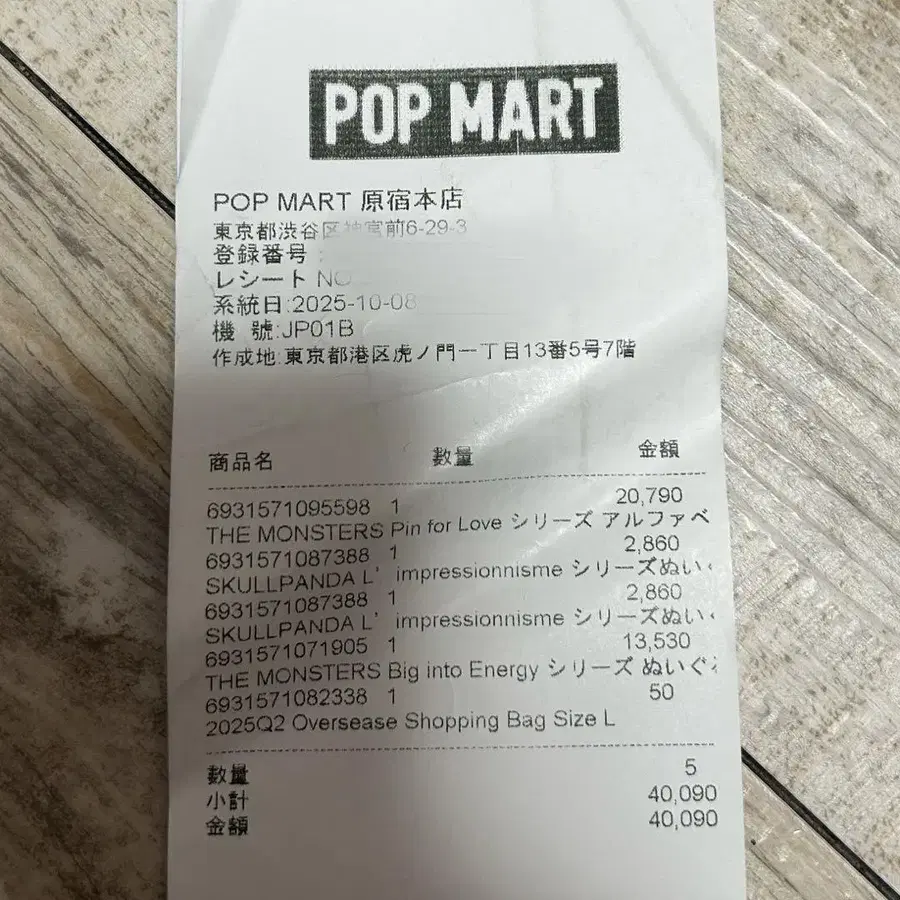 POP MART
POP MART 原宿本店
東京都渋谷区神宮前6-29-3
登録番号:
レシート NO
系統日:2025-10-08
機 號:JP01B
作成地:東京都港区虎ノ門一丁目13番5号7階
商品名 数量 金額
6931571095598 1 20,790
THE MONSTERS Pin for Love シリーズ アルファベ
6931571087388 1 2,860
SKULLPANDA L’impressionnisme シリーズぬい
6931571087388 1 2,860
SKULLPANDA L’impressionnisme シリーズぬい
6931571071905 1 13,530
THE MONSTERS Big into Energy シリーズ ぬいぐ
6931571082338 1 50
2025Q2 Oversease Shopping Bag Size L
数量 5
小計 40,090
金額 40,090